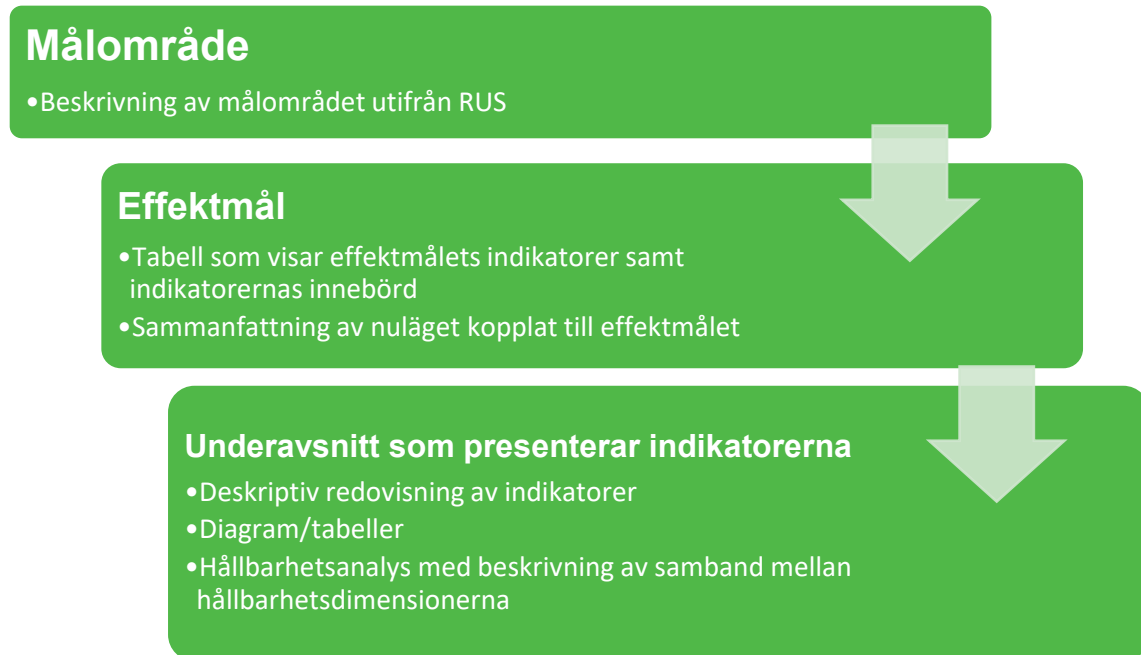 Målområde
•Beskrivning av målområdet utifrån RUS
Effektmål
•Tabell som visar effektmålets indikatorer samt
indikatorernas innebörd
•Sammanfattning av nuläget kopplat till effektmålet
Underavsnitt som presenterar indikatorerna
•Deskriptiv redovisning av indikatorer
•Diagram/tabeller
•Hållbarhetsanalys med beskrivning av samband mellan
hållbarhetsdimensionerna